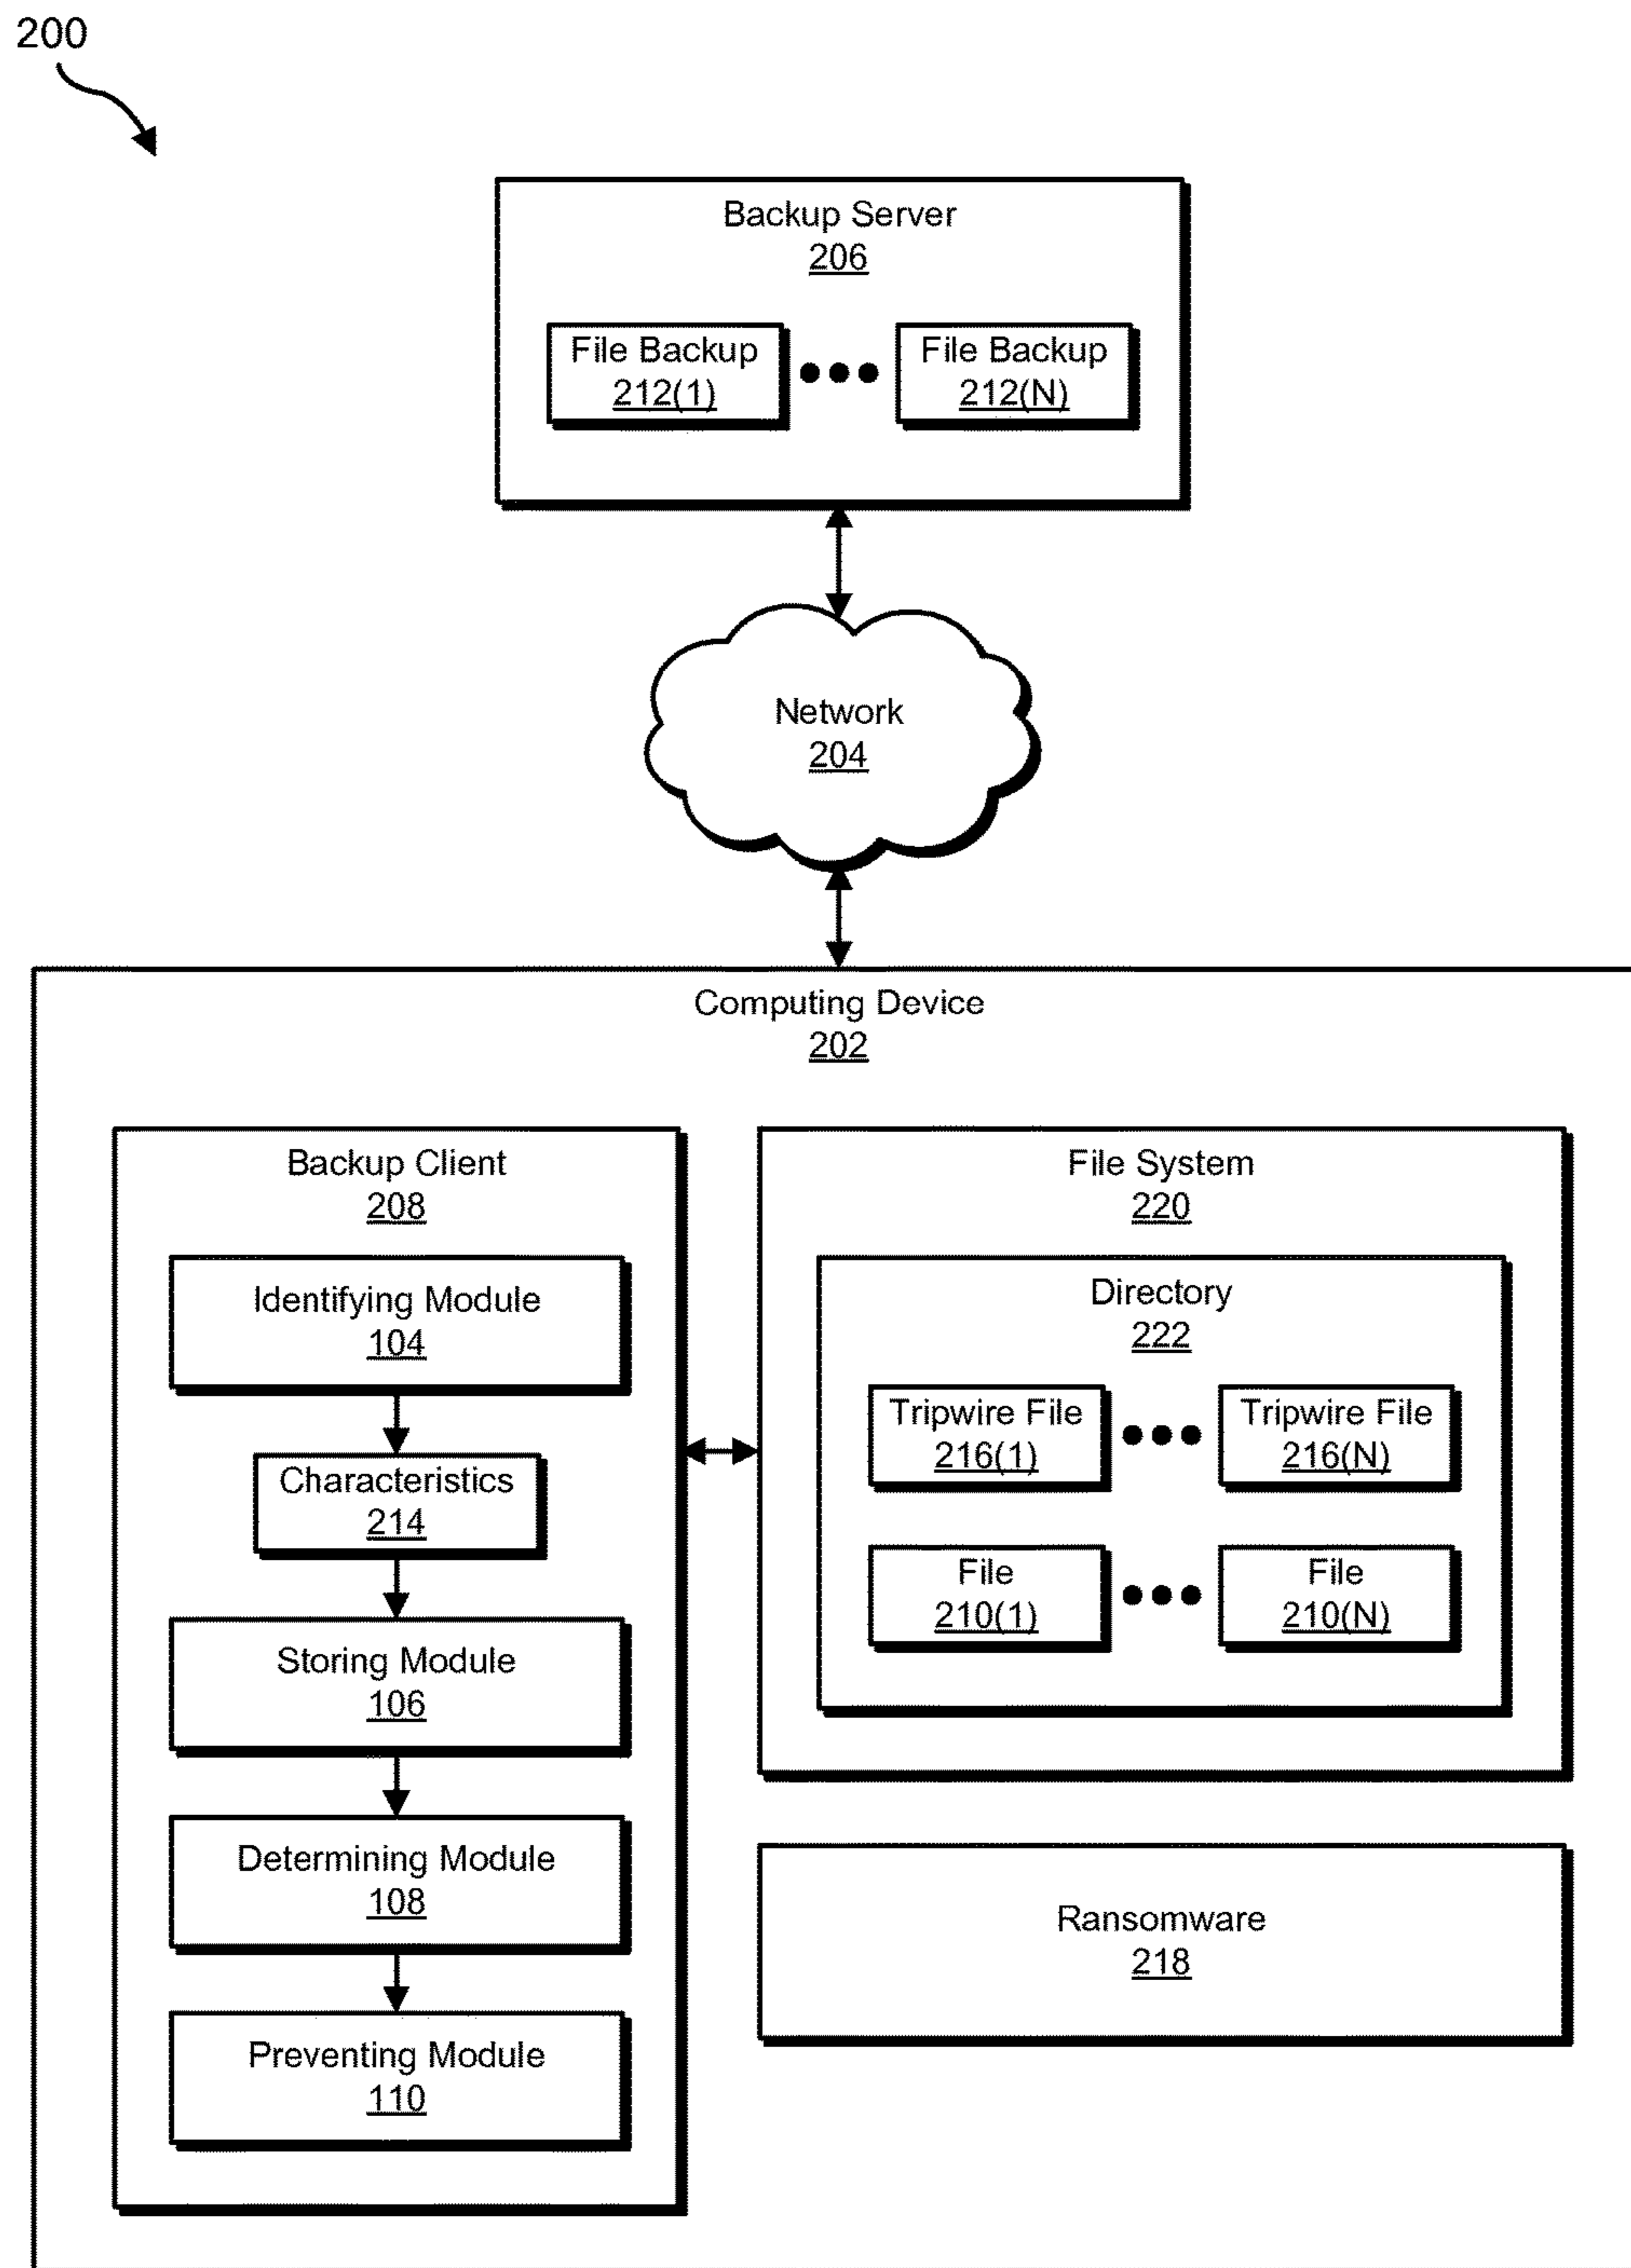 200
Backup Server
206
File Backup
212(1)
File Backup
212(N)
Network
204
Computing Device
202
Backup Client
208
Identifying Module
104
Characteristics
214
Storing Module
106
Determining Module
108
Preventing Module
110
File System
220
Directory
222
Tripwire File
216(1)
Tripwire File
216(N)
File
210(1)
File
210(N)
Ransomware
218